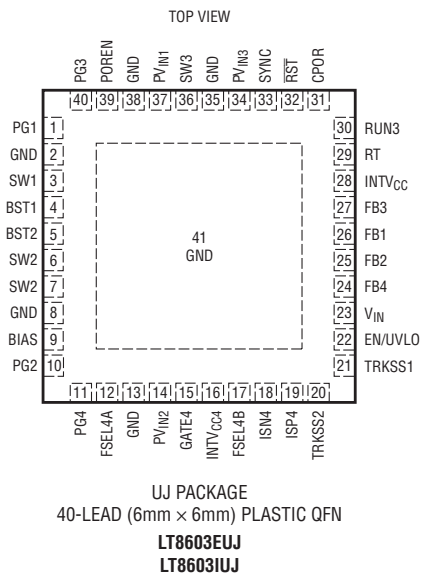 TOP VIEW
PG3
POREN
GND
PVIN1
SW3
GND
PVIN3
SYNC
RST
CPOR
40 39 38 37 36 35 34 33 32 31
PG1 1
GND 2
SW1 3
BST1 4
BST2 5
SW2 6
SW2 7
GND 8
BIAS 9
PG2 10
41
GND
30 RUN3
29 RT
28 INTVCC
27 FB3
26 FB1
25 FB2
24 FB4
23 VIN
22 EN/UVLO
21 TRKSS1
11 12 13 14 15 16 17 18 19 20
PG4
FSEL4A
GND
PVIN2
GATE4
INTVCC4
FSEL4B
ISN4
ISP4
TRKSS2
UJ PACKAGE
40-LEAD (6mm × 6mm) PLASTIC QFN
LT8603EUJ
LT8603IUJ